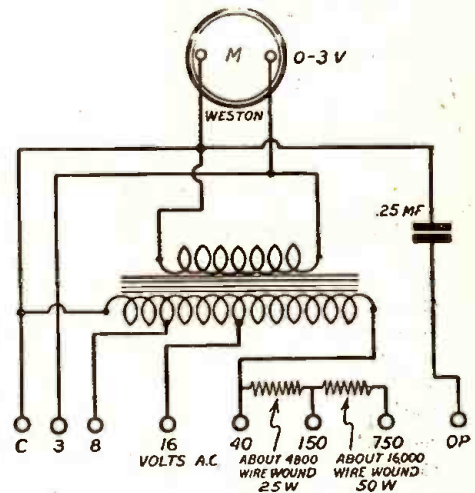 M
0-3 V
WESTON
.25 MF
C
3
8
16
40
150
750
OP
VOLTS A.C
ABOUT 4800
WIRE WOUND
25 W
ABOUT 16,000
WIRE WOUND
50 W